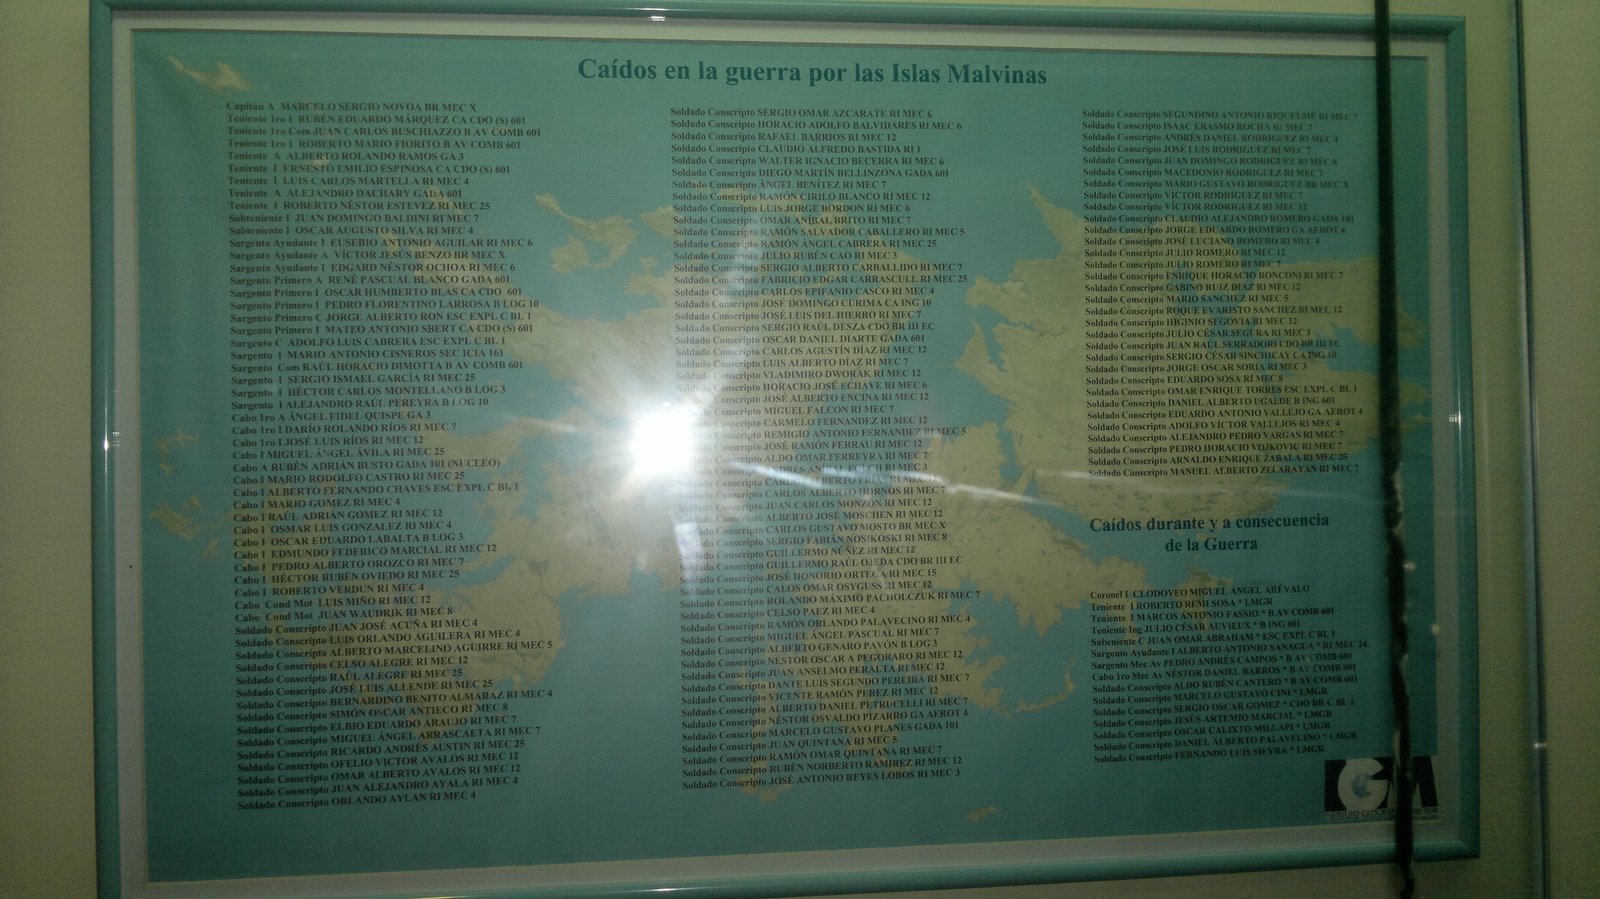 Caídos en la guerra por las Islas Malvinas
Capitán A MARCELO SERGIO NOVOA BR MEC X
Teniente 1ro I RUBÉN EDUARDO MÁRQUEZ CA CDO (S) 601
Teniente 1ro Com JUAN CARLOS BUSCHIAZZO B AV COMB 601
Teniente 1ro I ROBERTO MARIO FIORITO B AV COMB 601
Teniente A ALBERTO ROLANDO RAMOS GA 3
Teniente I ERNESTO EMILIO ESPINOSA CA CDO (S) 601
Teniente I LUIS CARLOS MARTELLA RI MEC 4
Teniente A ALEJANDRO DACHARY GADA 601
Teniente I ROBERTO NÉSTOR ESTEVEZ RI MEC 25
Subteniente I JUAN DOMINGO BALDINI RI MEC 7
Subteniente I OSCAR AUGUSTO SILVA RI MEC 4
Sargento Ayudante I EUSEBIO ANTONIO AGUILAR RI MEC 6
Sargento Ayudante A VÍCTOR JESÚS BENZO BR MEC X
Sargento Ayudante I EDGARD NÉSTOR OCHOA RI MEC 6
Sargento Primero A RENÉ PASCUAL BLANCO GADA 601
Sargento Primero I OSCAR HUMBERTO BLAS CA CDO 601
Sargento Primero I PEDRO FLORENTINO LARROSA B LOG 10
Sargento Primero C JORGE ALBERTO RON ESC EXPL C BL 1
Sargento Primero I MATEO ANTONIO SBERT CA CDO (S) 601
Sargento C ADOLFO LUIS CABRERA ESC EXPL C BL 1
Sargento I MARIO ANTONIO CISNEROS SEC ICIA 161
Sargento Com RAÚL HORACIO DIMOTTA B AV COMB 601
Sargento I SERGIO ISMAEL GARCÍA RI MEC 25
Sargento I HÉCTOR CARLOS MONTELLANO B LOG 3
Sargento I ALEJANDRO RAÚL PEREYRA B LOG 10
Cabo 1ro A ÁNGEL FIDEL QUISPE GA 3
Cabo 1ro I DARÍO ROLANDO RÍOS RI MEC 7
Cabo 1ro I JOSÉ LUIS RÍOS RI MEC 12
Cabo I MIGUEL ÁNGEL ÁVILA RI MEC 25
Cabo A RUBÉN ADRIÁN BUSTO GADA 101 (NUCLEO)
Cabo I MARIO RODOLFO CASTRO RI MEC 25
Cabo I ALBERTO FERNANDO CHAVES ESC EXPL C BL 1
Cabo I MARIO GOMEZ RI MEC 4
Cabo I RAÚL ADRIÁN GOMEZ RI MEC 12
Cabo I OSMAR LUIS GONZALEZ RI MEC 4
Cabo I OSCAR EDUARDO LABALTA B LOG 3
Cabo I EDMUNDO FEDERICO MARCIAL RI MEC 12
Cabo I PEDRO ALBERTO OROZCO RI MEC 7
Cabo I HÉCTOR RUBÉN OVIEDO RI MEC 25
Cabo I ROBERTO VERDUN RI MEC 4
Cabo Cond Mot LUIS MIÑO RI MEC 12
Cabo Cond Mot JUAN WAUDRIK RI MEC 8
Soldado Conscripto JUAN JOSÉ ACUÑA RI MEC 4
Soldado Conscripto LUIS ORLANDO AGUILERA RI MEC 4
Soldado Conscripto ALBERTO MARCELINO AGUIRRE RI MEC 5
Soldado Conscripto CELSO ALEGRE RI MEC 12
Soldado Conscripto RAÚL ALEGRE RI MEC 25
Soldado Conscripto JOSÉ LUIS ALLENDE RI MEC 25
Soldado Conscripto BERNARDINO BENITO ALMARAZ RI MEC 4
Soldado Conscripto SIMÓN OSCAR ANTIECO RI MEC 8
Soldado Conscripto ELBIO EDUARDO ARAUJO RI MEC 7
Soldado Conscripto MIGUEL ÁNGEL ARRASCAETA RI MEC 7
Soldado Conscripto RICARDO ANDRÉS AUSTIN RI MEC 25
Soldado Conscripto OFELIO VICTOR AVALOS RI MEC 12
Soldado Conscripto OMAR ALBERTO AVALOS RI MEC 12
Soldado Conscripto JUAN ALEJANDRO AYALA RI MEC 4
Soldado Conscripto ORLANDO AYLAN RI MEC 4
Soldado Conscripto SERGIO OMAR AZCARATE RI MEC 6
Soldado Conscripto HORACIO ADOLFO BALVIDARES RI MEC 6
Soldado Conscripto RAFAEL BARRIOS RI MEC 12
Soldado Conscripto CLAUDIO ALFREDO BASTIDA RI 1
Soldado Conscripto WALTER IGNACIO BECERRA RI MEC 6
Soldado Conscripto DIEGO MARTÍN BELLINZONA GADA 601
Soldado Conscripto ÁNGEL BENÍTEZ RI MEC 7
Soldado Conscripto RAMÓN CIRILO BLANCO RI MEC 12
Soldado Conscripto LUIS JORGE BORDON RI MEC 6
Soldado Conscripto OMAR ANÍBAL BRITO RI MEC 7
Soldado Conscripto RAMÓN SALVADOR CABALLERO RI MEC 5
Soldado Conscripto RAMÓN ÁNGEL CABRERA RI MEC 25
Soldado Conscripto JULIO RUBÉN CAO RI MEC 3
Soldado Conscripto SERGIO ALBERTO CARBALLIDO RI MEC 7
Soldado Conscripto FABRICIO EDGAR CARRASCULL RI MEC 25
Soldado Conscripto CARLOS EPIFANIO CASCO RI MEC 4
Soldado Conscripto JOSÉ DOMINGO CURIMA CA ING 10
Soldado Conscripto JOSÉ LUIS DEL HIERRO RI MEC 7
Soldado Conscripto SERGIO RAÚL DESZA CDO BR III EC
Soldado Conscripto OSCAR DANIEL DIARTE GADA 601
Soldado Conscripto CARLOS AGUSTÍN DÍAZ RI MEC 12
Soldado Conscripto LUIS ALBERTO DÍAZ RI MEC 7
Soldado Conscripto VLADIMIRO DWORAK RI MEC 12
Soldado Conscripto HORACIO JOSÉ ECHAVE RI MEC 6
Soldado Conscripto JOSÉ ALBERTO ENCINA RI MEC 12
Conscripto MIGUEL FALCON RI MEC 7
Conscripto CARMELO FERNANDEZ RI MEC 12
Conscripto REMIGIO ANTONIO FERNANDEZ RI MEC 5
Conscripto JOSÉ RAMÓN FERRAU RI MEC 12
Conscripto ALDO OMAR FERREYRA RI MEC 7
Conscripto ANDRÉS ANÍBAL FOLCH RI MEC 3
Conscripto CARLOS ALBERTO FRIAS RI MEC
Soldado Conscripto CARLOS ALBERTO HORNOS RI MEC 7
Soldado Conscripto JUAN CARLOS MONZÓN RI MEC 12
Soldado Conscripto ALBERTO JOSÉ MOSCHEN RI MEC 12
Soldado Conscripto CARLOS GUSTAVO MOSTO BR MEC X
Soldado Conscripto SERGIO FABIÁN NOSIKOSKI RI MEC 8
Soldado Conscripto GUILLERMO NÚÑEZ RI MEC 12
Soldado Conscripto GUILLERMO RAÚL OJEDA CDO BR III EC
Soldado Conscripto JOSÉ HONORIO ORTEGA RI MEC 15
Soldado Conscripto CALOS OMAR OSYGUSS RI MEC 12
Soldado Conscripto ROLANDO MÁXIMO PACHOLCZUK RI MEC 7
Soldado Conscripto CELSO PAEZ RI MEC 4
Soldado Conscripto RAMÓN ORLANDO PALAVECINO RI MEC 4
Soldado Conscripto MIGUEL ÁNGEL PASCUAL RI MEC 7
Soldado Conscripto ALBERTO GENARO PAVÓN B LOG 3
Soldado Conscripto NÉSTOR OSCAR A PEGORARO RI MEC 12
Soldado Conscripto JUAN ANSELMO PERALTA RI MEC 12
Soldado Conscripto DANTE LUIS SEGUNDO PEREIRA RI MEC 7
Soldado Conscripto VICENTE RAMÓN PEREZ RI MEC 12
Soldado Conscripto ALBERTO DANIEL PETRUCELLI RI MEC 7
Soldado Conscripto NÉSTOR OSVALDO PIZARRO GA AEROT 4
Soldado Conscripto MARCELO GUSTAVO PLANES GADA 101
Soldado Conscripto JUAN QUINTANA RI MEC 5
Soldado Conscripto RAMÓN OMAR QUINTANA RI MEC 7
Soldado Conscripto RUBÉN NORBERTO RAMIREZ RI MEC 12
Soldado Conscripto JOSÉ ANTONIO REYES LOBOS RI MEC 3
Soldado Conscripto SEGUNDINO ANTONIO RIQUELME RI MEC 7
Soldado Conscripto ISAAC ERASMO ROCHA RI MEC 7
Soldado Conscripto ANDRÉS DANIEL RODRIGUEZ RI MEC 4
Soldado Conscripto JOSÉ LUIS RODRIGUEZ RI MEC 7
Soldado Conscripto JUAN DOMINGO RODRIGUEZ RI MEC 6
Soldado Conscripto MACEDONIO RODRIGUEZ RI MEC 7
Soldado Conscripto MARIO GUSTAVO RODRIGUEZ BR MEC X
Soldado Conscripto VÍCTOR RODRIGUEZ RI MEC 7
Soldado Conscripto VÍCTOR RODRIGUEZ RI MEC 12
Soldado Conscripto CLAUDIO ALEJANDRO ROMERO GADA 101
Soldado Conscripto JORGE EDUARDO ROMERO GA AEROT 4
Soldado Conscripto JOSÉ LUCIANO ROMERO RI MEC 4
Soldado Conscripto JULIO ROMERO RI MEC 12
Soldado Conscripto JULIO ROMERO RI MEC 7
Soldado Conscripto ENRIQUE HORACIO RONCONI RI MEC 7
Soldado Conscripto GABINO RUIZ DIAZ RI MEC 12
Soldado Conscripto MARIO SANCHEZ RI MEC 5
Soldado Conscripto ROQUE EVARISTO SANCHEZ RI MEC 12
Soldado Conscripto HIGINIO SEGOVIA RI MEC 12
Soldado Conscripto JULIO CÉSAR SEGURA RI MEC 3
Soldado Conscripto JUAN RAÚL SERRADORI CDO BR III EC
Soldado Conscripto SERGIO CÉSAR SINCHICAY CA ING 10
Soldado Conscripto JORGE OSCAR SORIA RI MEC 3
Soldado Conscripto EDUARDO SOSA RI MEC 8
Soldado Conscripto OMAR ENRIQUE TORRES ESC EXPL C BL 1
Soldado Conscripto DANIEL ALBERTO UGALDE B ING 601
Soldado Conscripto EDUARDO ANTONIO VALLEJO GA AEROT 4
Soldado Conscripto ADOLFO VÍCTOR VALLEJOS RI MEC 4
Soldado Conscripto ALEJANDRO PEDRO VARGAS RI MEC 7
Soldado Conscripto PEDRO HORACIO VOJKOVIC RI MEC 7
Soldado Conscripto ARNALDO ENRIQUE ZABALA RI MEC 25
Soldado Conscripto MANUEL ALBERTO ZELARAYAN RI MEC 7
Caídos durante y a consecuencia
de la Guerra
Coronel I CLODOVEO MIGUEL ÁNGEL ARÉVALO
Teniente I ROBERTO REMI SOSA * LMGR
Teniente I MARCOS ANTONIO FASSIO * B AV COMB 601
Teniente Ing JULIO CÉSAR AUVIEUX * B ING 601
Subteniente C JUAN OMAR ABRAHAM * ESC EXPL C BL 1
Sargento Ayudante I ALBERTO ANTONIO SANAGUA * RI MEC 24
Sargento Mec Av PEDRO ANDRÉS CAMPOS * B AV COMB 601
Cabo 1ro Mec Av NÉSTOR DANIEL BARROS * B AV COMB 601
Soldado Conscripto ALDO RUBÉN CANTERO * B AV COMB 601
Soldado Conscripto MARCELO GUSTAVO CINI * LMGR
Soldado Conscripto SERGIO OSCAR GOMEZ * CDO BR C BL 1
Soldado Conscripto JESÚS ARTEMIO MARCIAL * LMGR
Soldado Conscripto OSCAR CALIXTO MILLAPI * LMGR
Soldado Conscripto DANIEL ALBERTO PALAVECINO * LMGR
Soldado Conscripto FERNANDO LUIS SIEYRA * LMGR
IGM
INSTITUTO